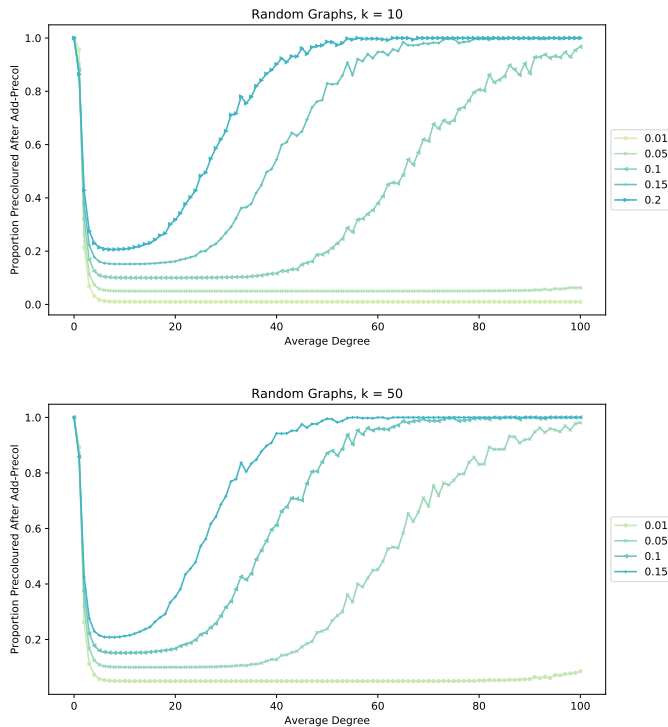 Random Graphs, k = 10
Proportion Precoloured After Add-Precol
1.0
0.8
0.6
0.4
0.2
0.0
0 20 40 60 80 100
Average Degree
0.01
0.05
0.1
0.15
0.2
Random Graphs, k = 50
Proportion Precoloured After Add-Precol
1.0
0.8
0.6
0.4
0.2
0 20 40 60 80 100
Average Degree
0.01
0.05
0.1
0.15